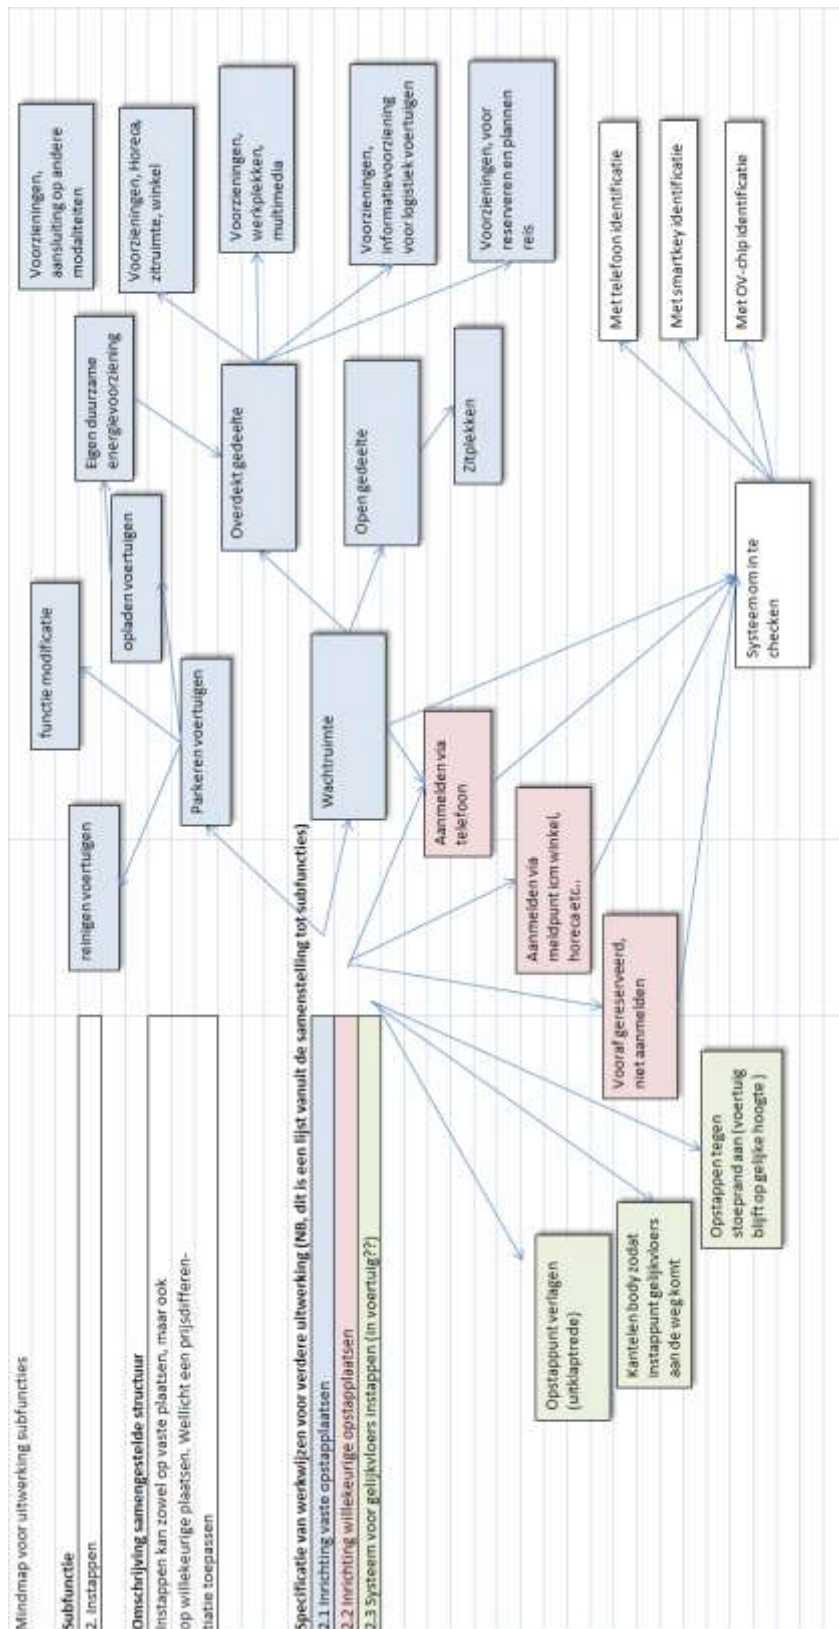 Mindmap voor uitwerking subfuncties
Subfunctie
2. Instappen
Omschrijving samengestelde structuur
Instappen kan zowel op vaste plaatsen, maar ook
op willekeurige plaatsen. Wellicht een prijsdifferen-
tiatie toepassen
Specificatie van werkwijzen voor verdere uitwerking (NB, dit is een lijst vanuit de samenstelling tot subfuncties)
2.1 Inrichting vaste opstapplaatsen
2.2 Inrichting willekeurige opstapplaatsen
2.3 Systeem voor gelijkvloers instappen (in voertuig??)
reinigen voertuigen
functie modificatie
opladen voertuigen
Parkeren voertuigen
Eigen duurzame
energievoorziening
Voorzieningen,
aansluiting op andere
modaliteiten
Voorzieningen, Horeca,
zitruimte, winkel
Voorzieningen,
werkplekken,
multimedia
Voorzieningen,
informatievoorziening
voor logistiek voertuigen
Voorzieningen, voor
reserveren en plannen
reis
Overdekt gedeelte
Open gedeelte
Zitplekken
Wachtruimte
Aanmelden via
telefoon
Aanmelden via
meldpunt icm winkel,
horeca etc..
Vooraf gereserveerd,
niet aanmelden
Systeem om in te
checken
Met telefoon identificatie
Met smartkey identificatie
Met OV-chip identificatie
Opstappunt verlagen
(uitklaptrede)
Kantelen body zodat
instappunt gelijkvloers
aan de weg komt
Opstappen tegen
stoeprand aan (voertuig
blijft op gelijke hoogte )